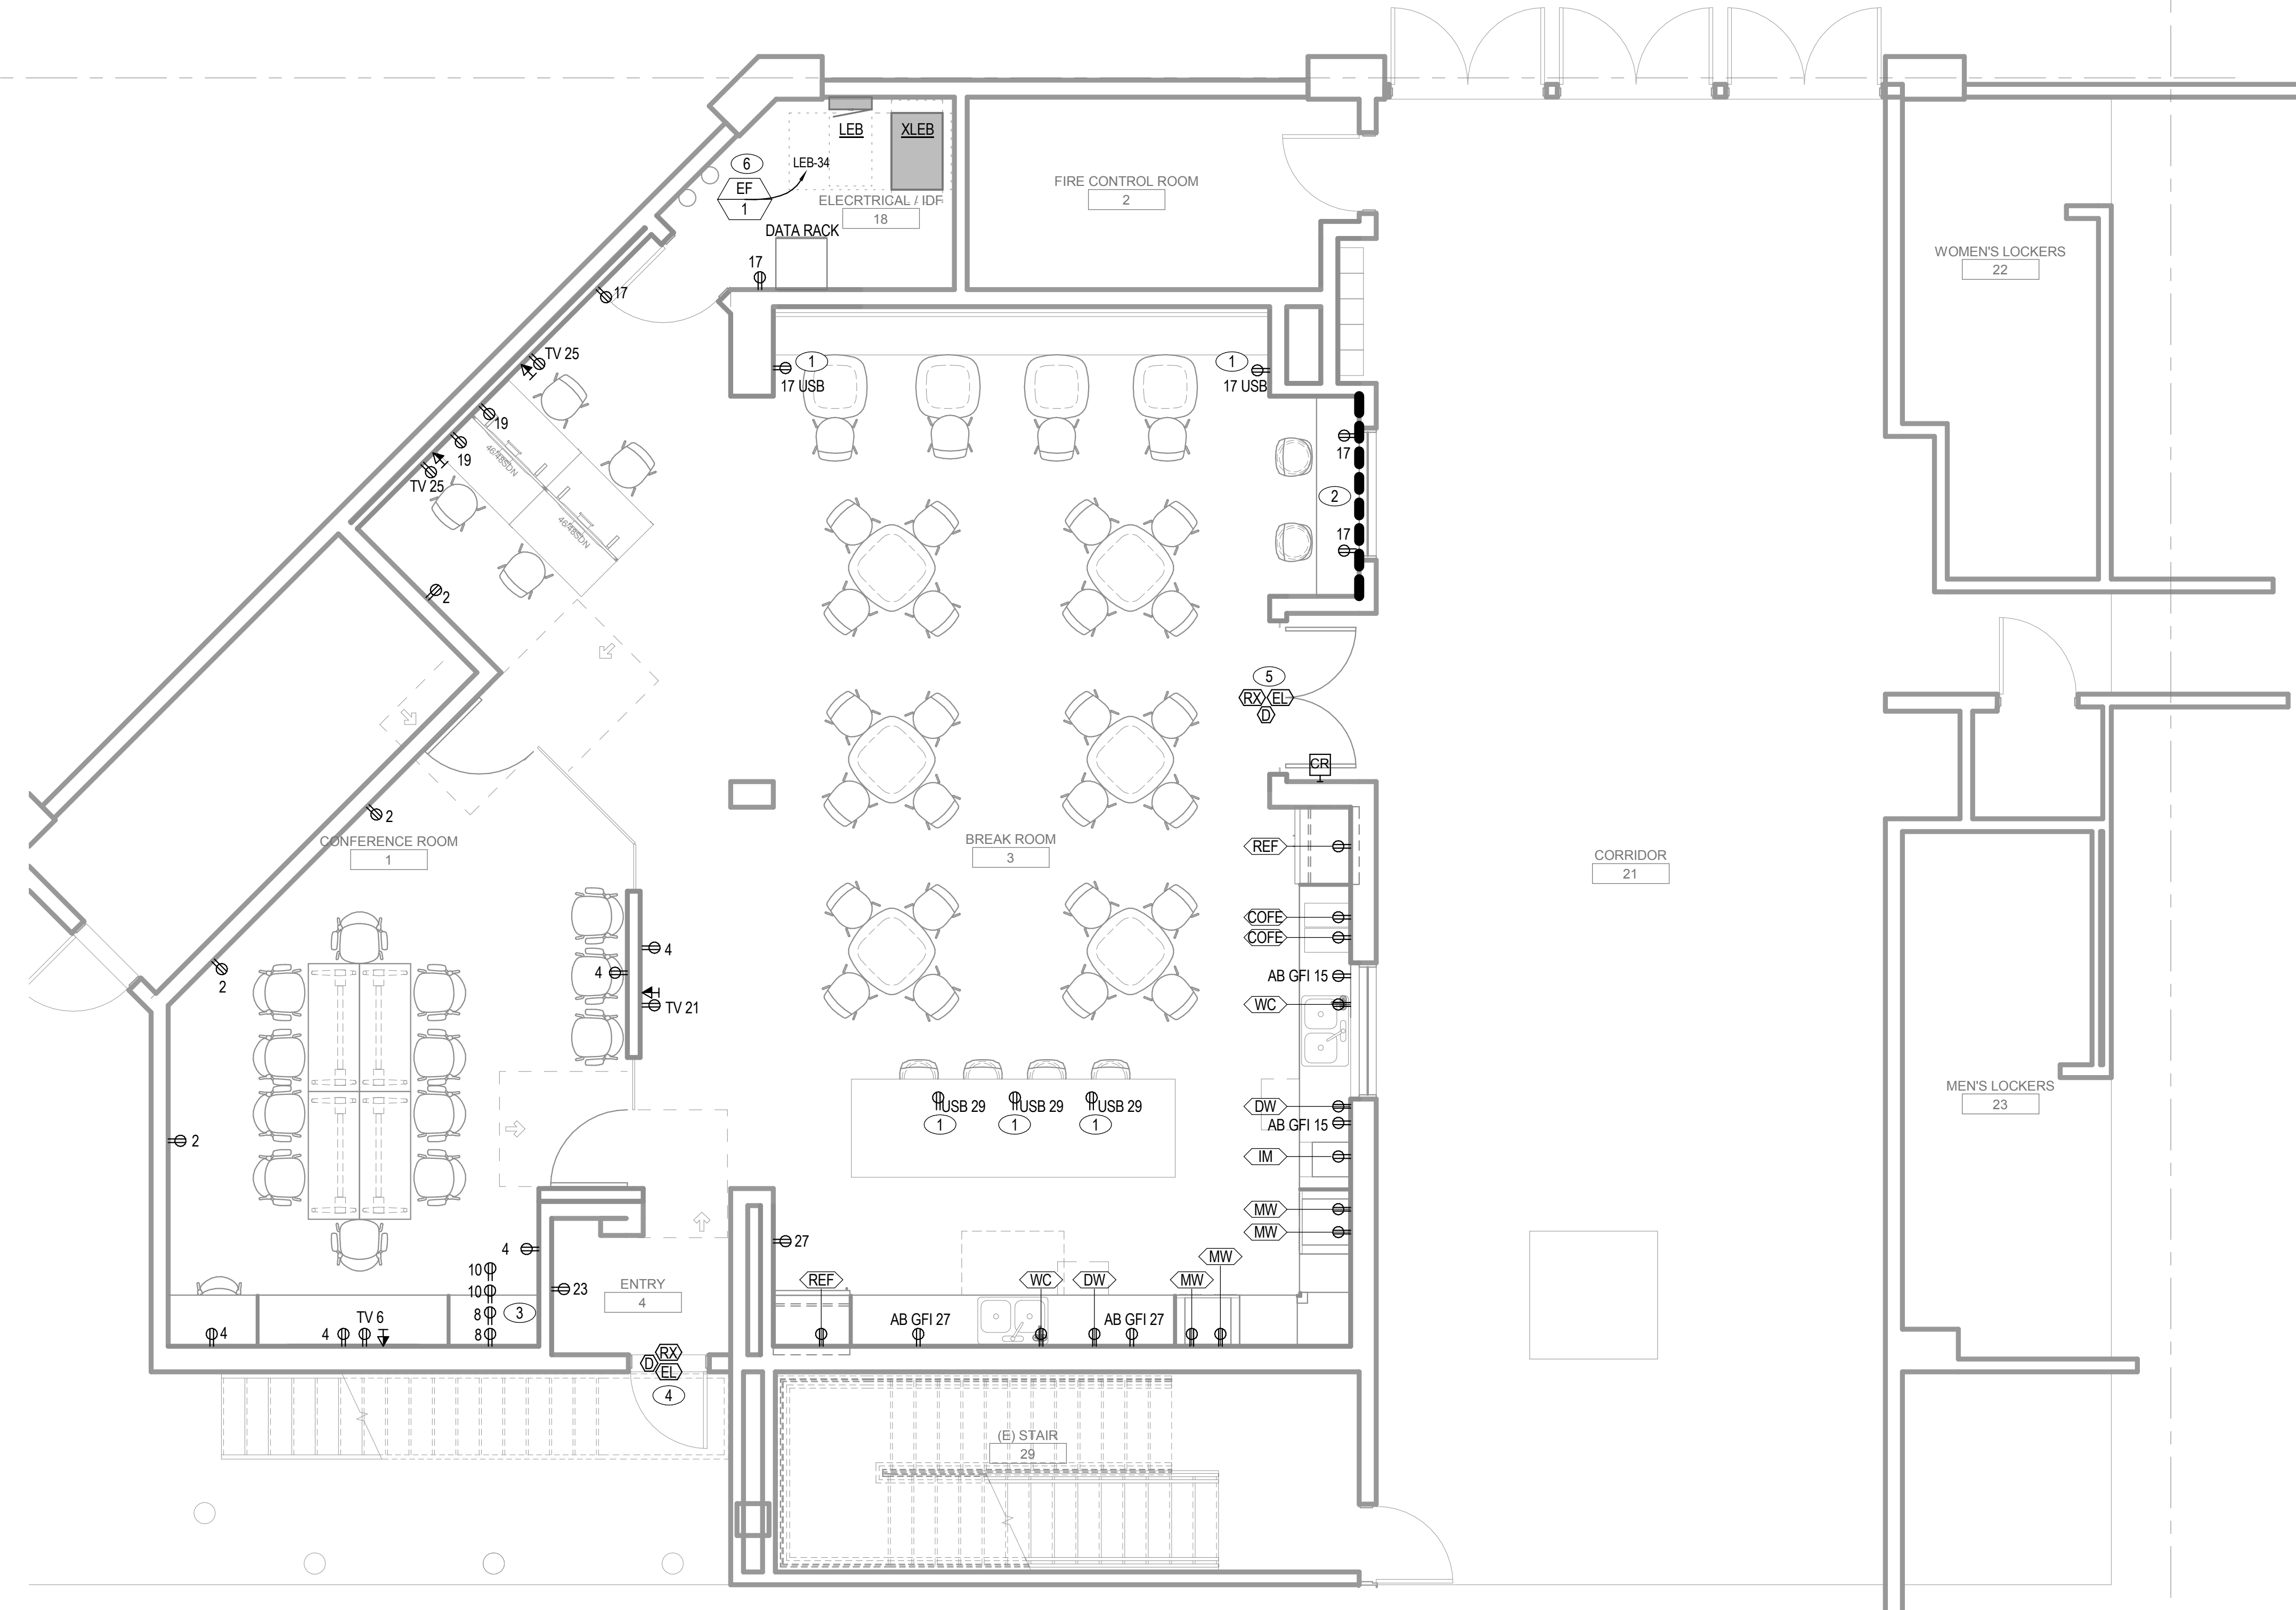 LEB
XLEB
6
LEB-34
EF
1
ELECRTRICAL / IDF
18
DATA RACK
17
17
FIRE CONTROL ROOM
2
WOMEN'S LOCKERS
22
TV 25
19
19
TV 25
46/48SDN
46/48SDN
2
1
17 USB
1
17 USB
17
2
17
5
RX
EL
D
CR
2
CONFERENCE ROOM
1
BREAK ROOM
3
REF
CORRIDOR
21
COFE
COFE
2
4
4
TV 21
AB GFI 15
WC
USB 29
USB 29
USB 29
1
1
1
DW
AB GFI 15
MEN'S LOCKERS
23
2
IM
MW
MW
4
27
10
10
8
8
3
23
ENTRY
4
REF
WC
DW
MW
MW
4
4
TV 6
AB GFI 27
AB GFI 27
D
RX
EL
4
(E) STAIR
29